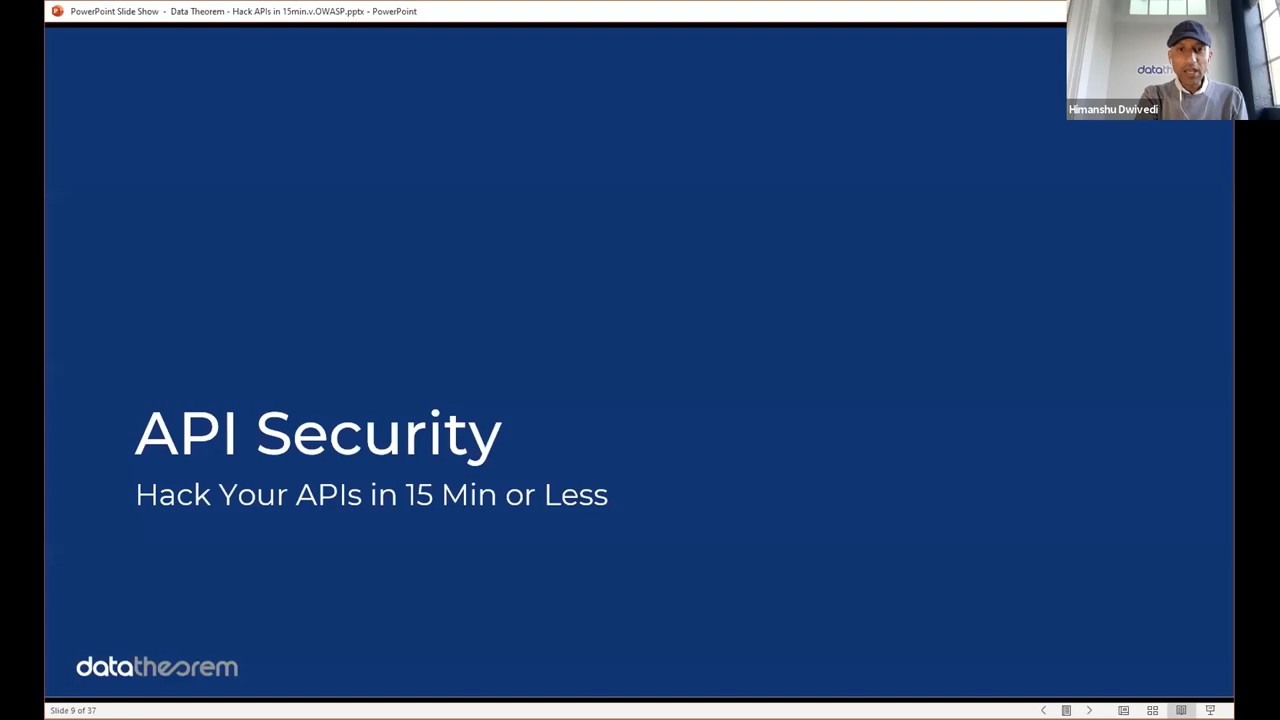 PowerPoint Slide Show - Data Theorem - Hack APIs in 15min.v.OWASP.pptx - PowerPoint
datath
Himanshu Dwivedi
API Security
Hack Your APIs in 15 Min or Less
datatheorem
Slide 9 of 37